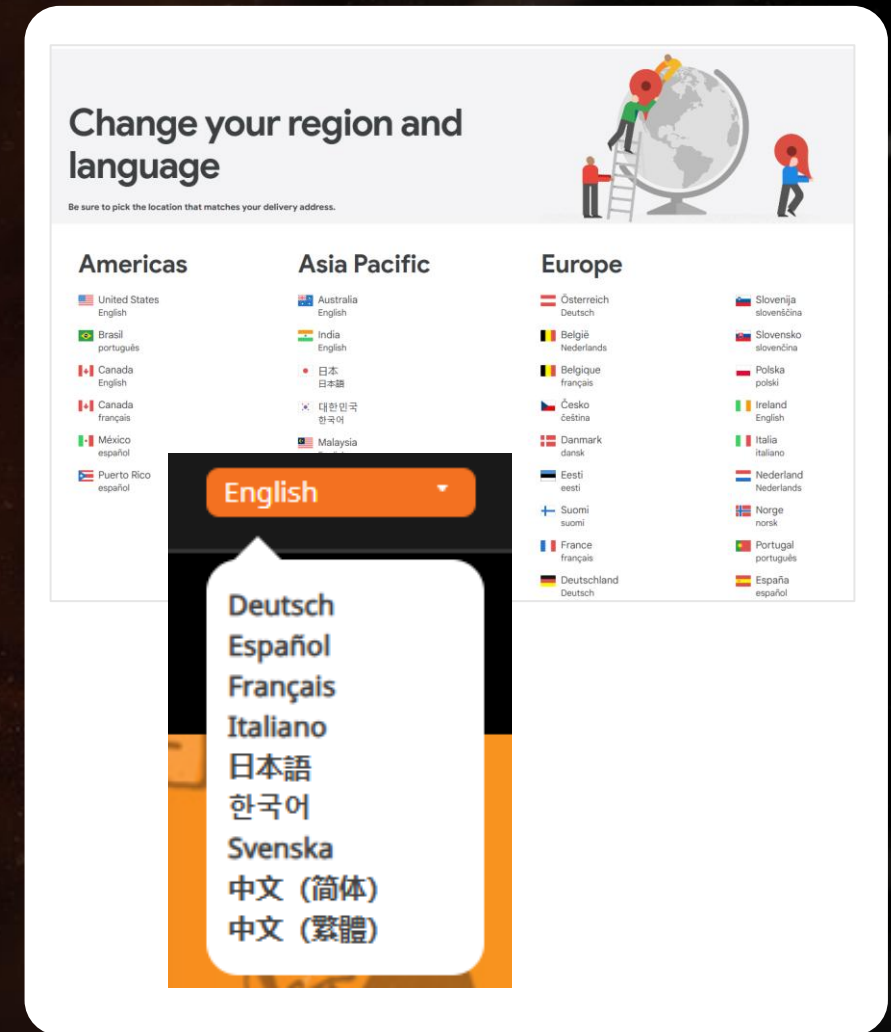 Change your region and
language
Be sure to pick the location that matches your delivery address.
Americas
United States
English
Brasil
português
Canada
English
Canada
français
México
español
Puerto Rico
español
Asia Pacific
Australia
English
India
English
日本
日本語
대한민국
한국어
Malaysia
Europe
Österreich
Deutsch
België
Nederlands
Belgique
français
Česko
čeština
Danmark
dansk
Eesti
eesti
Suomi
suomi
France
français
Deutschland
Deutsch
Slovenija
slovenščina
Slovensko
slovenčina
Polska
polski
Ireland
English
Italia
italiano
Nederland
Nederlands
Norge
norsk
Portugal
português
España
español
English
Deutsch
Español
Français
Italiano
日本語
한국어
Svenska
中文 (简体)
中文 (繁體)